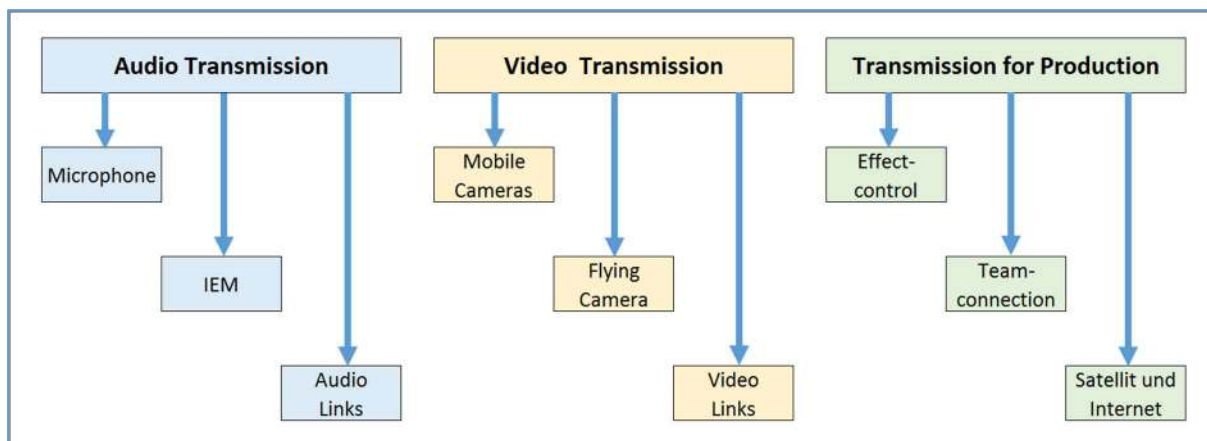 Audio Transmission
Microphone
IEM
Audio
Links
Video Transmission
Mobile
Cameras
Flying
Camera
Video
Links
Transmission for Production
Effect-
control
Team-
connection
Satellit und
Internet